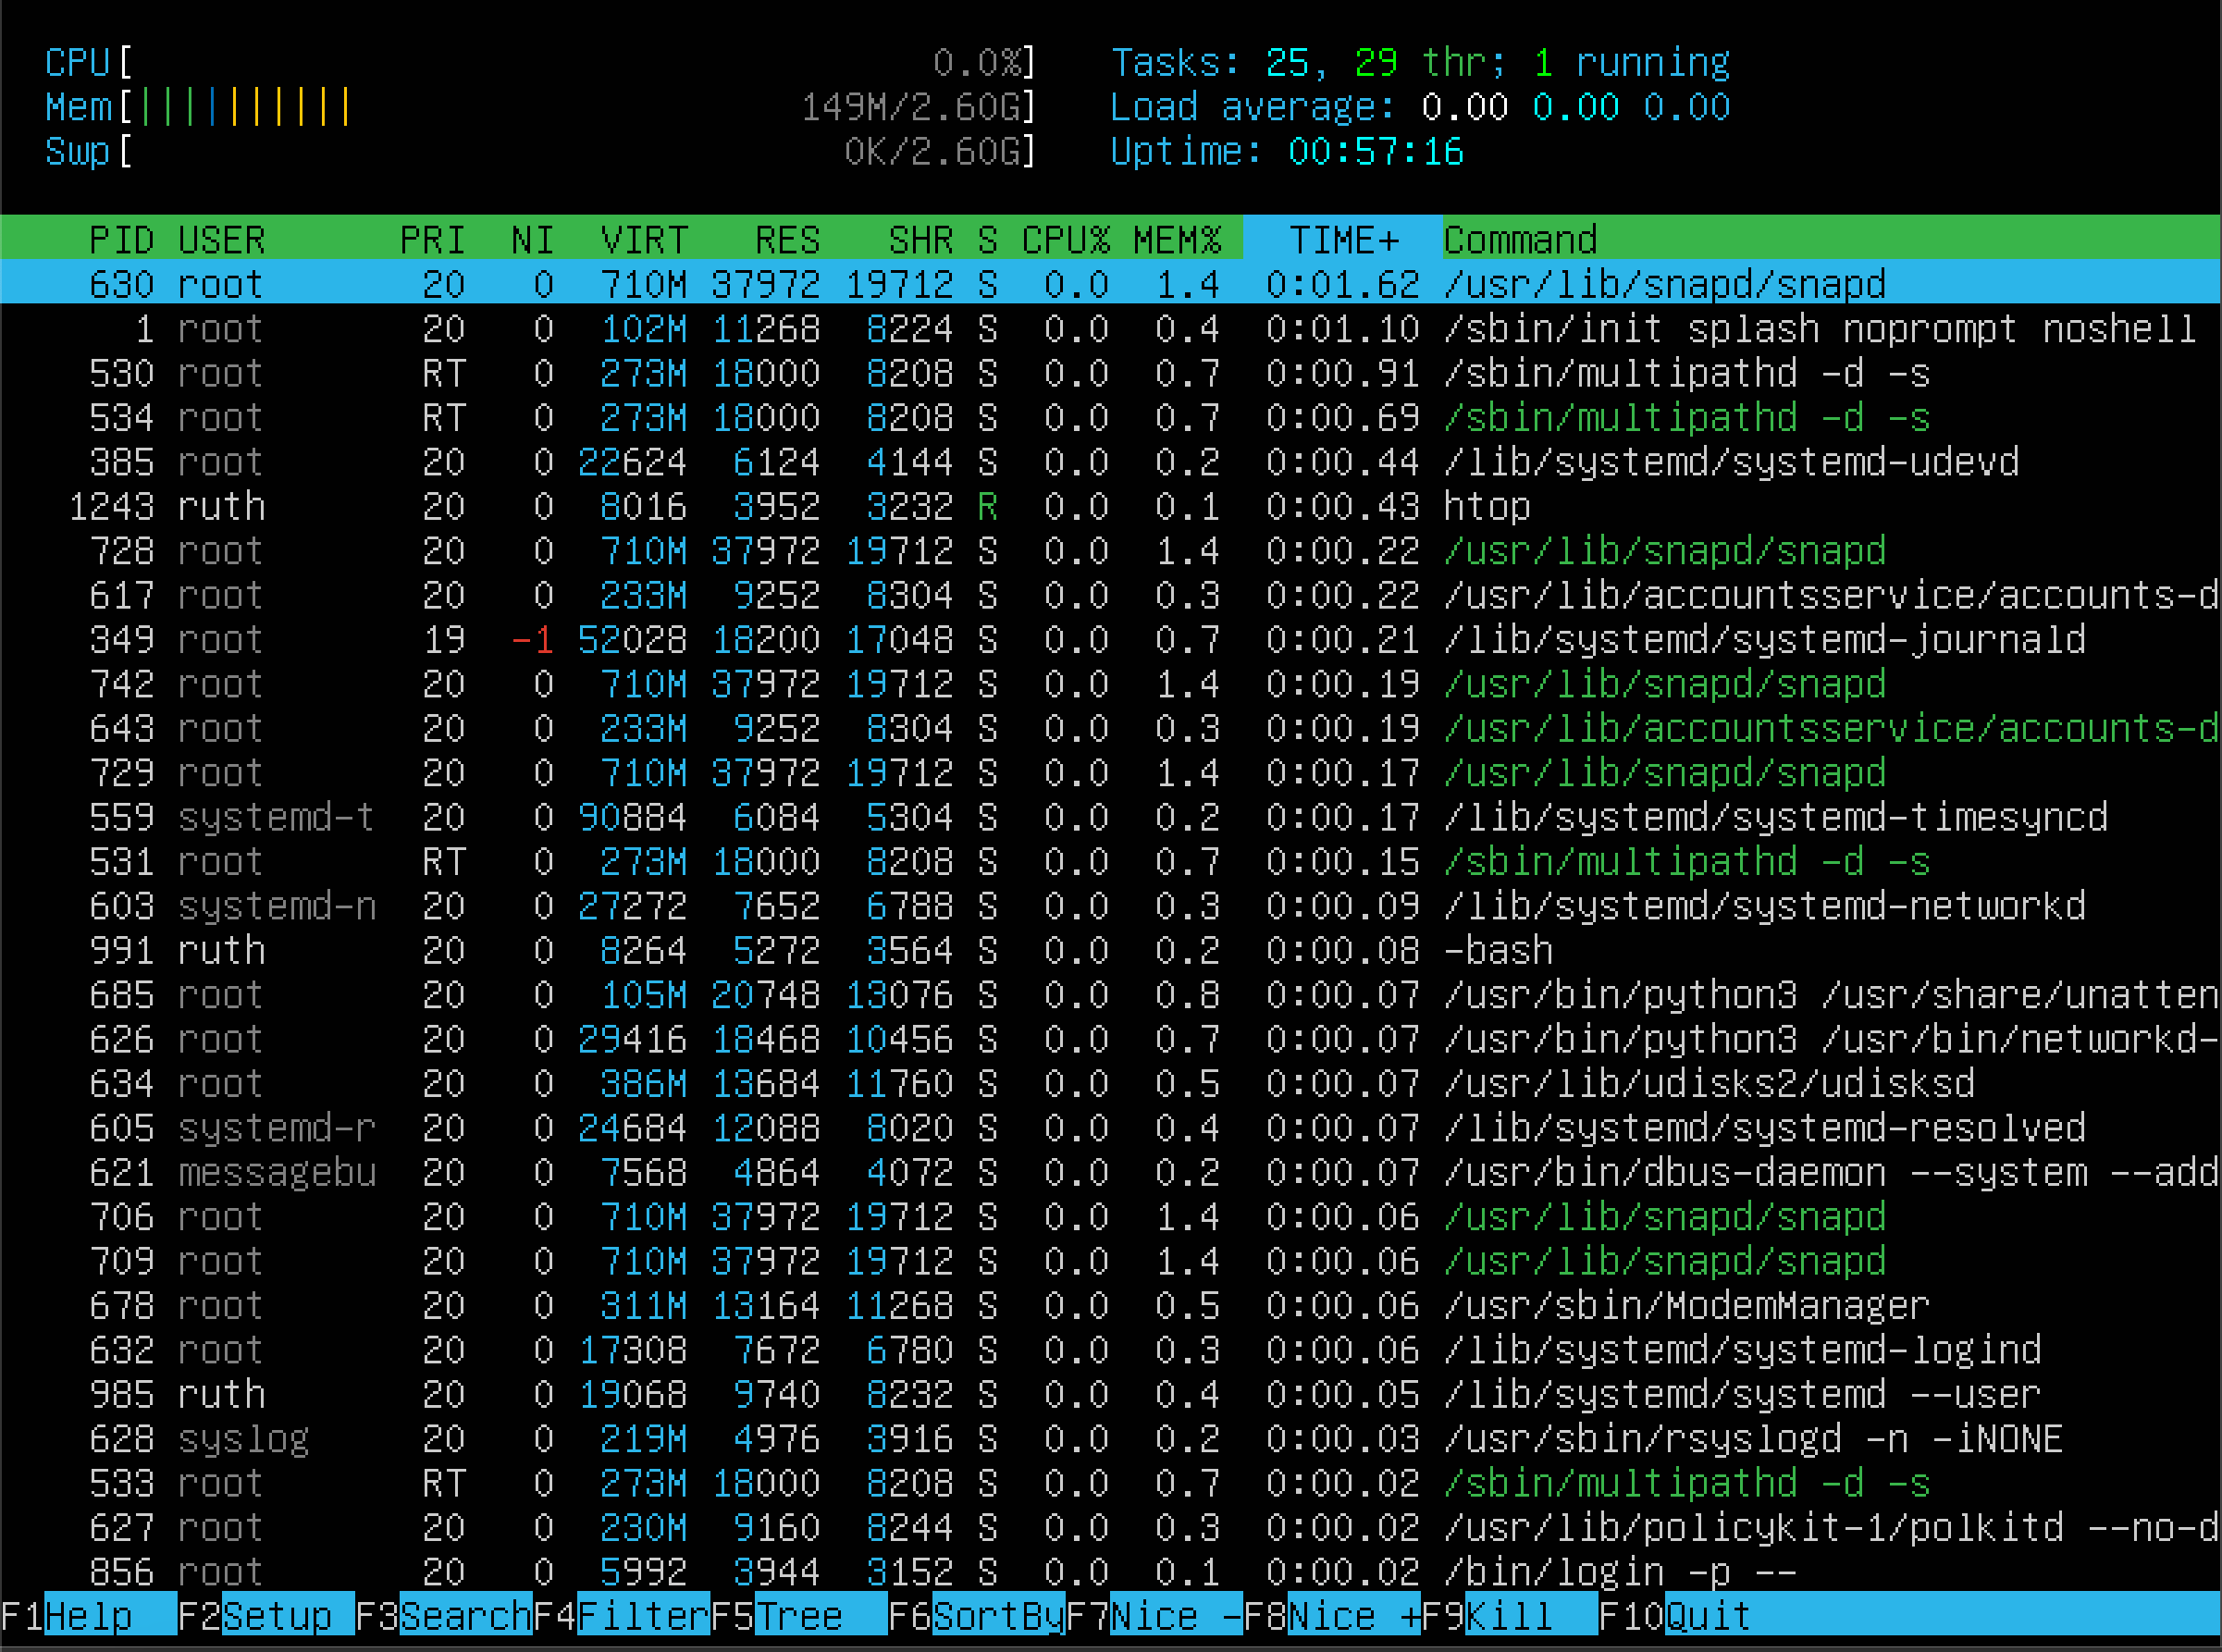 CPU[ 0.0%] Tasks: 25, 29 thr; 1 running
Mem[|||||||||| 149M/2.60G] Load average: 0.00 0.00 0.00
Swp[ 0K/2.60G] Uptime: 00:57:16
PID USER PRI NI VIRT RES SHR S CPU% MEM% TIME+ Command
630 root 20 0 710M 37972 19712 S 0.0 1.4 0:01.62 /usr/lib/snapd/snapd
1 root 20 0 102M 11268 8224 S 0.0 0.4 0:01.10 /sbin/init splash noprompt noshell
530 root RT 0 273M 18000 8208 S 0.0 0.7 0:00.91 /sbin/multipathd -d -s
534 root RT 0 273M 18000 8208 S 0.0 0.7 0:00.69 /sbin/multipathd -d -s
385 root 20 0 22624 6124 4144 S 0.0 0.2 0:00.44 /lib/systemd/systemd-udevd
1243 ruth 20 0 8016 3952 3232 R 0.0 0.1 0:00.43 htop
728 root 20 0 710M 37972 19712 S 0.0 1.4 0:00.22 /usr/lib/snapd/snapd
617 root 20 0 233M 9252 8304 S 0.0 0.3 0:00.22 /usr/lib/accountsservice/accounts-d
349 root 19 -1 52028 18200 17048 S 0.0 0.7 0:00.21 /lib/systemd/systemd-journald
742 root 20 0 710M 37972 19712 S 0.0 1.4 0:00.19 /usr/lib/snapd/snapd
643 root 20 0 233M 9252 8304 S 0.0 0.3 0:00.19 /usr/lib/accountsservice/accounts-d
729 root 20 0 710M 37972 19712 S 0.0 1.4 0:00.17 /usr/lib/snapd/snapd
559 systemd-t 20 0 90884 6084 5304 S 0.0 0.2 0:00.17 /lib/systemd/systemd-timesyncd
531 root RT 0 273M 18000 8208 S 0.0 0.7 0:00.15 /sbin/multipathd -d -s
603 systemd-n 20 0 27272 7652 6788 S 0.0 0.3 0:00.09 /lib/systemd/systemd-networkd
991 ruth 20 0 8264 5272 3564 S 0.0 0.2 0:00.08 -bash
685 root 20 0 105M 20748 13076 S 0.0 0.8 0:00.07 /usr/bin/python3 /usr/share/unatten
626 root 20 0 29416 18468 10456 S 0.0 0.7 0:00.07 /usr/bin/python3 /usr/bin/networkd-
634 root 20 0 386M 13684 11760 S 0.0 0.5 0:00.07 /usr/lib/udisks2/udisksd
605 systemd-r 20 0 24684 12088 8020 S 0.0 0.4 0:00.07 /lib/systemd/systemd-resolved
621 messagebu 20 0 7568 4864 4072 S 0.0 0.2 0:00.07 /usr/bin/dbus-daemon --system --add
706 root 20 0 710M 37972 19712 S 0.0 1.4 0:00.06 /usr/lib/snapd/snapd
709 root 20 0 710M 37972 19712 S 0.0 1.4 0:00.06 /usr/lib/snapd/snapd
678 root 20 0 311M 13164 11268 S 0.0 0.5 0:00.06 /usr/sbin/ModemManager
632 root 20 0 17308 7672 6780 S 0.0 0.3 0:00.06 /lib/systemd/systemd-logind
985 ruth 20 0 19068 9740 8232 S 0.0 0.4 0:00.05 /lib/systemd/systemd --user
628 syslog 20 0 219M 4976 3916 S 0.0 0.2 0:00.03 /usr/sbin/rsyslogd -n -iNONE
533 root RT 0 273M 18000 8208 S 0.0 0.7 0:00.02 /sbin/multipathd -d -s
627 root 20 0 230M 9160 8244 S 0.0 0.3 0:00.02 /usr/lib/policykit-1/polkitd --no-d
856 root 20 0 5992 3944 3152 S 0.0 0.1 0:00.02 /bin/login -p --
F1Help F2Setup F3SearchF4FilterF5Tree F6SortByF7Nice -F8Nice +F9Kill F10Quit